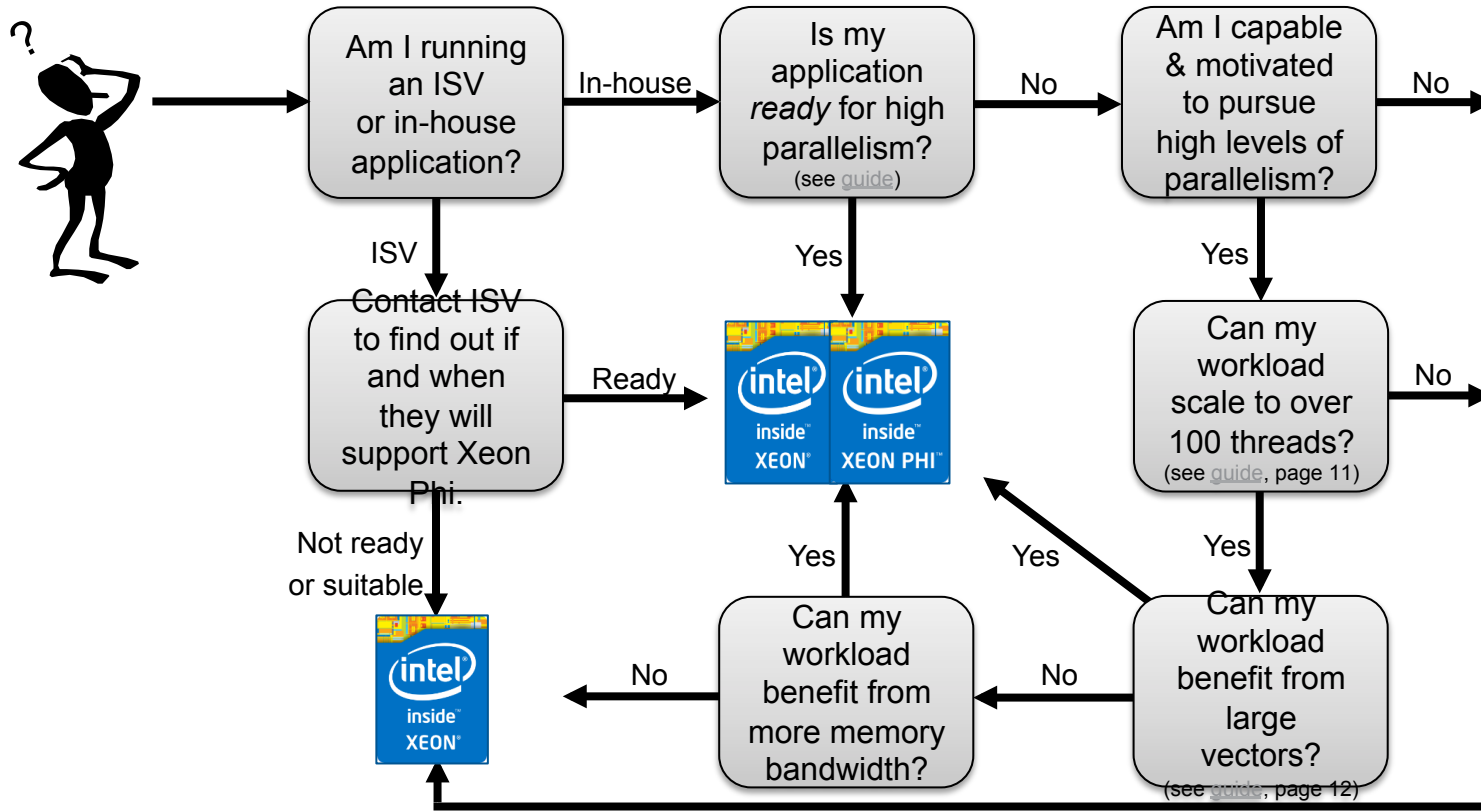 ?
Am I running
an ISV
or in-house
application?
In-house
Is my
application
ready for high
parallelism?
(see guide)
No
Am I capable
& motivated
to pursue
high levels of
parallelism?
No
ISV
Yes
Yes
Contact ISV
to find out if
and when
they will
support Xeon
Phi.
Ready
intel®
inside™
XEON®
intel®
inside™
XEON PHI™
Can my
workload
scale to over
100 threads?
(see guide, page 11)
No
Not ready
or suitable
Yes
Yes
Yes
intel®
inside™
XEON®
No
Can my
workload
benefit from
more memory
bandwidth?
No
Can my
workload
benefit from
large
vectors?
(see guide, page 12)